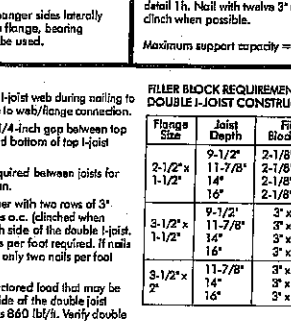 hanger sides laterally
flange, bearing
be used.
I-joist web during nailing to
to web/flange connection.
1/4-inch gap between top
d bottom of top I-joist
quired between joists for
an.
er with two rows of 3"
s o.c. (clinched when
h side of the double I-joist.
s per foot required. If nails
only two nails per foot
ctored load that may be
ide of the double joist
s 860 lbf/ft. Verify double
detail 1h. Nail with twelve 3"
clinch when possible.
Maximum support capacity =
FILLER BLOCK REQUIREMEN
DOUBLE I-JOIST CONSTRU
Flange Size Joist Depth Fi Bloc
2-1/2" x 1-1/2" 9-1/2" 2-1/8"
11-7/8" 2-1/8"
14" 2-1/8"
16" 2-1/8"
3-1/2" x 1-1/2" 9-1/2" 3" x
11-7/8" 3" x
14" 3" x
16" 3" x
3-1/2" x 2" 11-7/8" 3" x
14" 3" x
16" 3" x